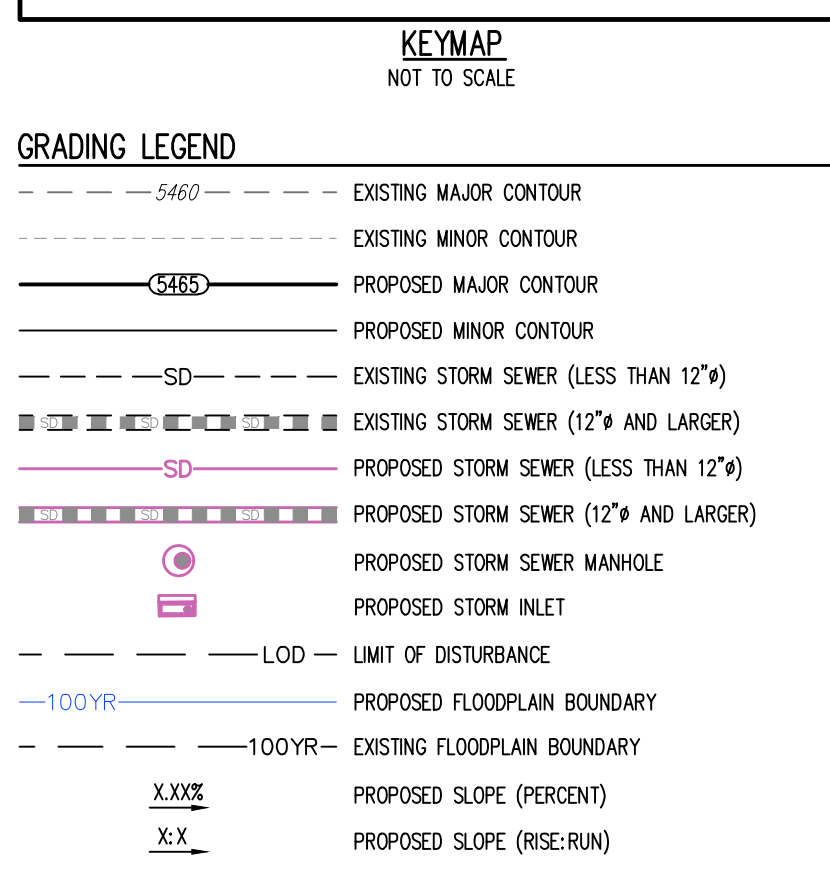 KEYMAP
NOT TO SCALE
GRADING LEGEND
5460 EXISTING MAJOR CONTOUR
EXISTING MINOR CONTOUR
5465 PROPOSED MAJOR CONTOUR
PROPOSED MINOR CONTOUR
SD EXISTING STORM SEWER (LESS THAN 12"ø)
SD SD SD EXISTING STORM SEWER (12"ø AND LARGER)
SD PROPOSED STORM SEWER (LESS THAN 12"ø)
SD SD SD PROPOSED STORM SEWER (12"ø AND LARGER)
PROPOSED STORM SEWER MANHOLE
PROPOSED STORM INLET
LOD LIMIT OF DISTURBANCE
100YR PROPOSED FLOODPLAIN BOUNDARY
100YR EXISTING FLOODPLAIN BOUNDARY
X.XX% PROPOSED SLOPE (PERCENT)
X:X PROPOSED SLOPE (RISE:RUN)